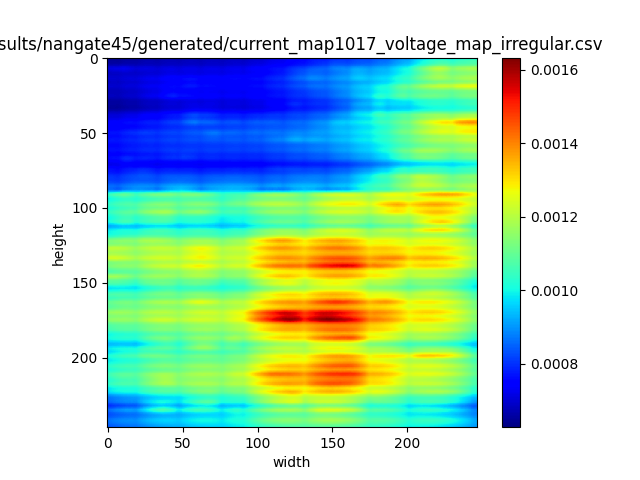 sults/nangate45/generated/current_map1017_voltage_map_irregular.csv
0
50
100
150
200
height
0 50 100 150 200
width
0.0016
0.0014
0.0012
0.0010
0.0008